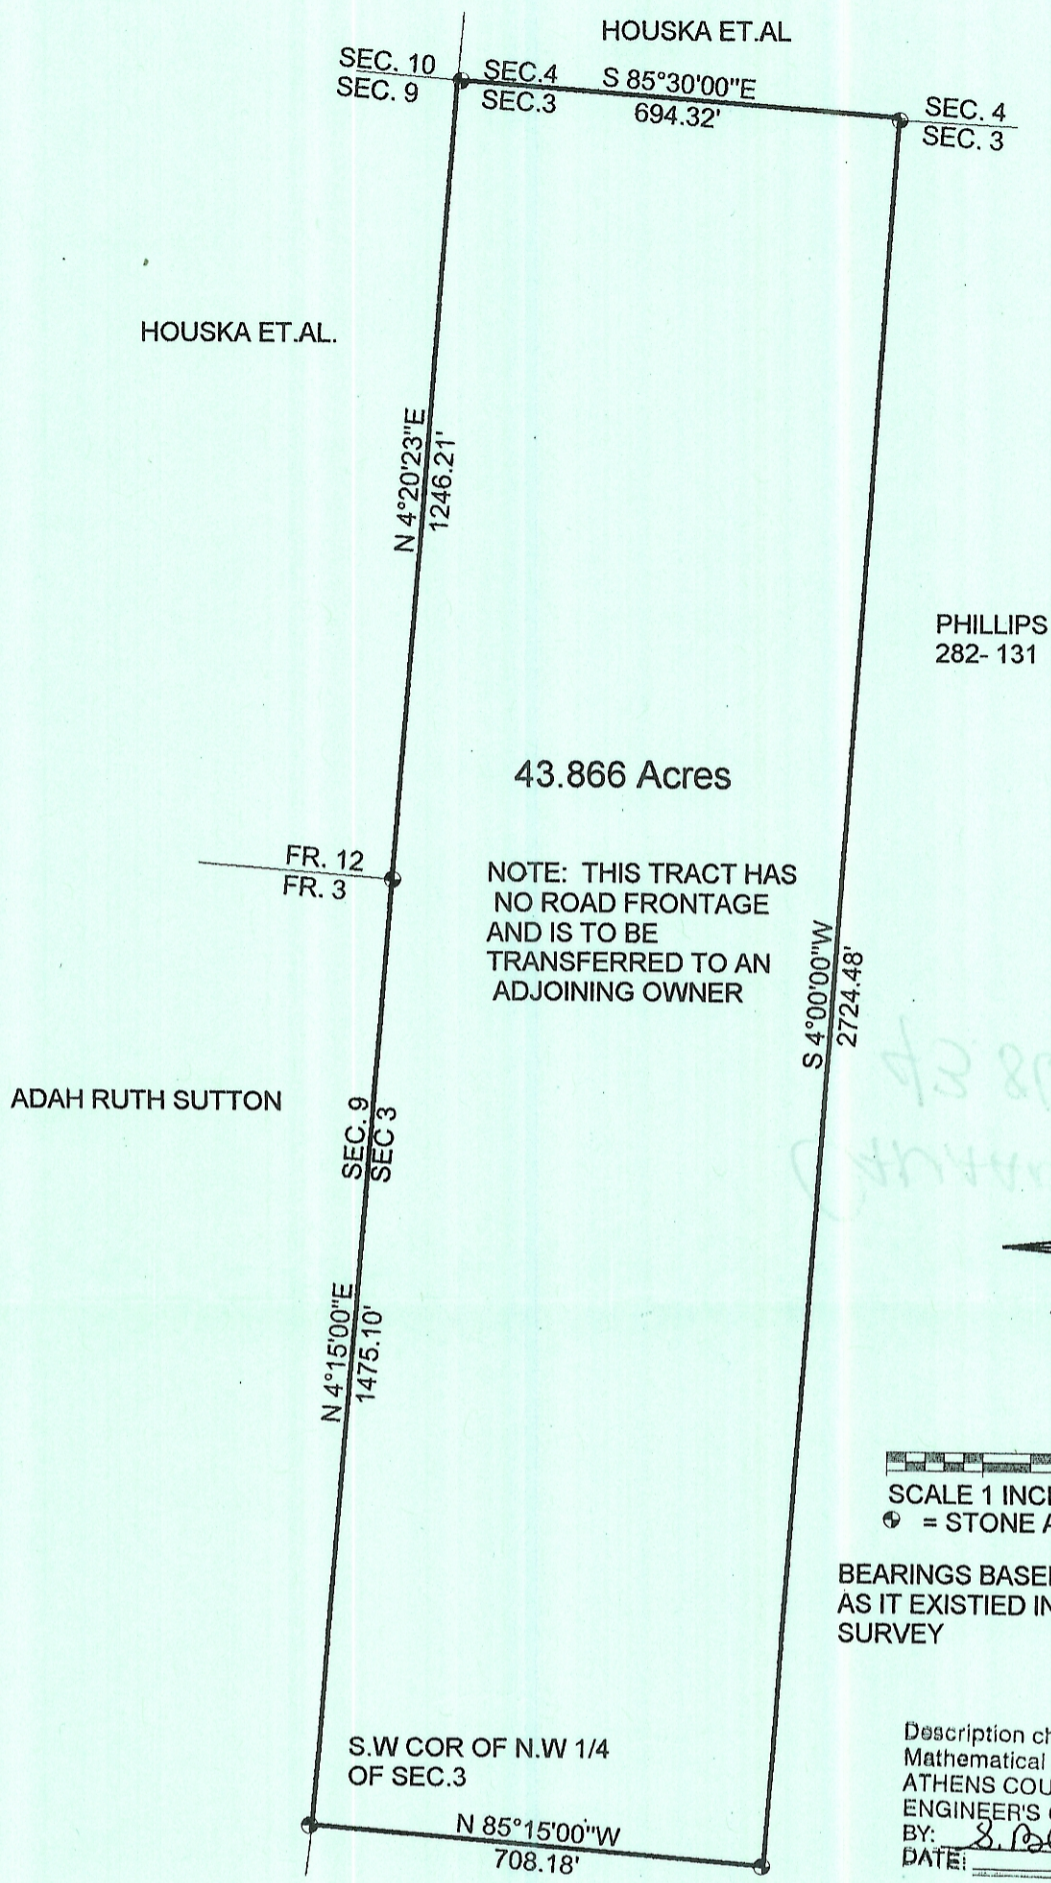 HOUSKA ET.AL
SEC. 10
SEC. 9
SEC.4
SEC.3
S 85°30'00"E
694.32'
SEC. 4
SEC. 3
HOUSKA ET.AL.
N 4°20'23"E
1246.21'
PHILLIPS
282- 131
43.866 Acres
FR. 12
FR. 3
NOTE: THIS TRACT HAS
NO ROAD FRONTAGE
AND IS TO BE
TRANSFERRED TO AN
ADJOINING OWNER
S 4°00'00"W
2724.48'
ADAH RUTH SUTTON
SEC. 9
SEC 3
N 4°15'00"E
1475.10'
SCALE 1 INC
= STONE A
BEARINGS BASE
AS IT EXISTIED IN
SURVEY
S.W COR OF N.W 1/4
OF SEC.3
N 85°15'00"W
708.18'
Description ch
Mathematical
ATHENS COU
ENGINEER'S
BY: S.
DATE: